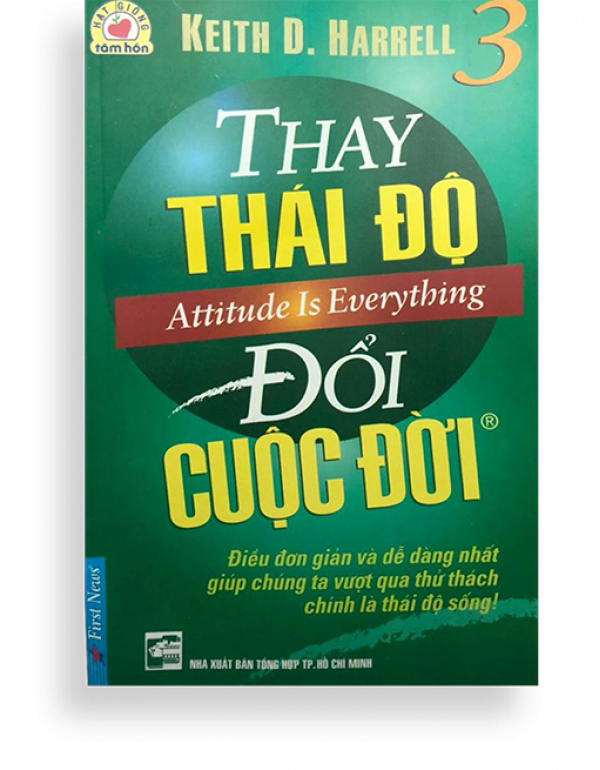 HẠT GIỐNG
tâm hồn
KEITH D. HARRELL
3
THAY
THÁI ĐỘ
Attitude Is Everything
ĐỔI
CUỘC ĐỜI®
Điều đơn giản và dễ dàng nhất
giúp chúng ta vượt qua thử thách
chính là thái độ sống!
First News
NHÀ XUẤT BẢN TỔNG HỢP TP. HỒ CHÍ MINH